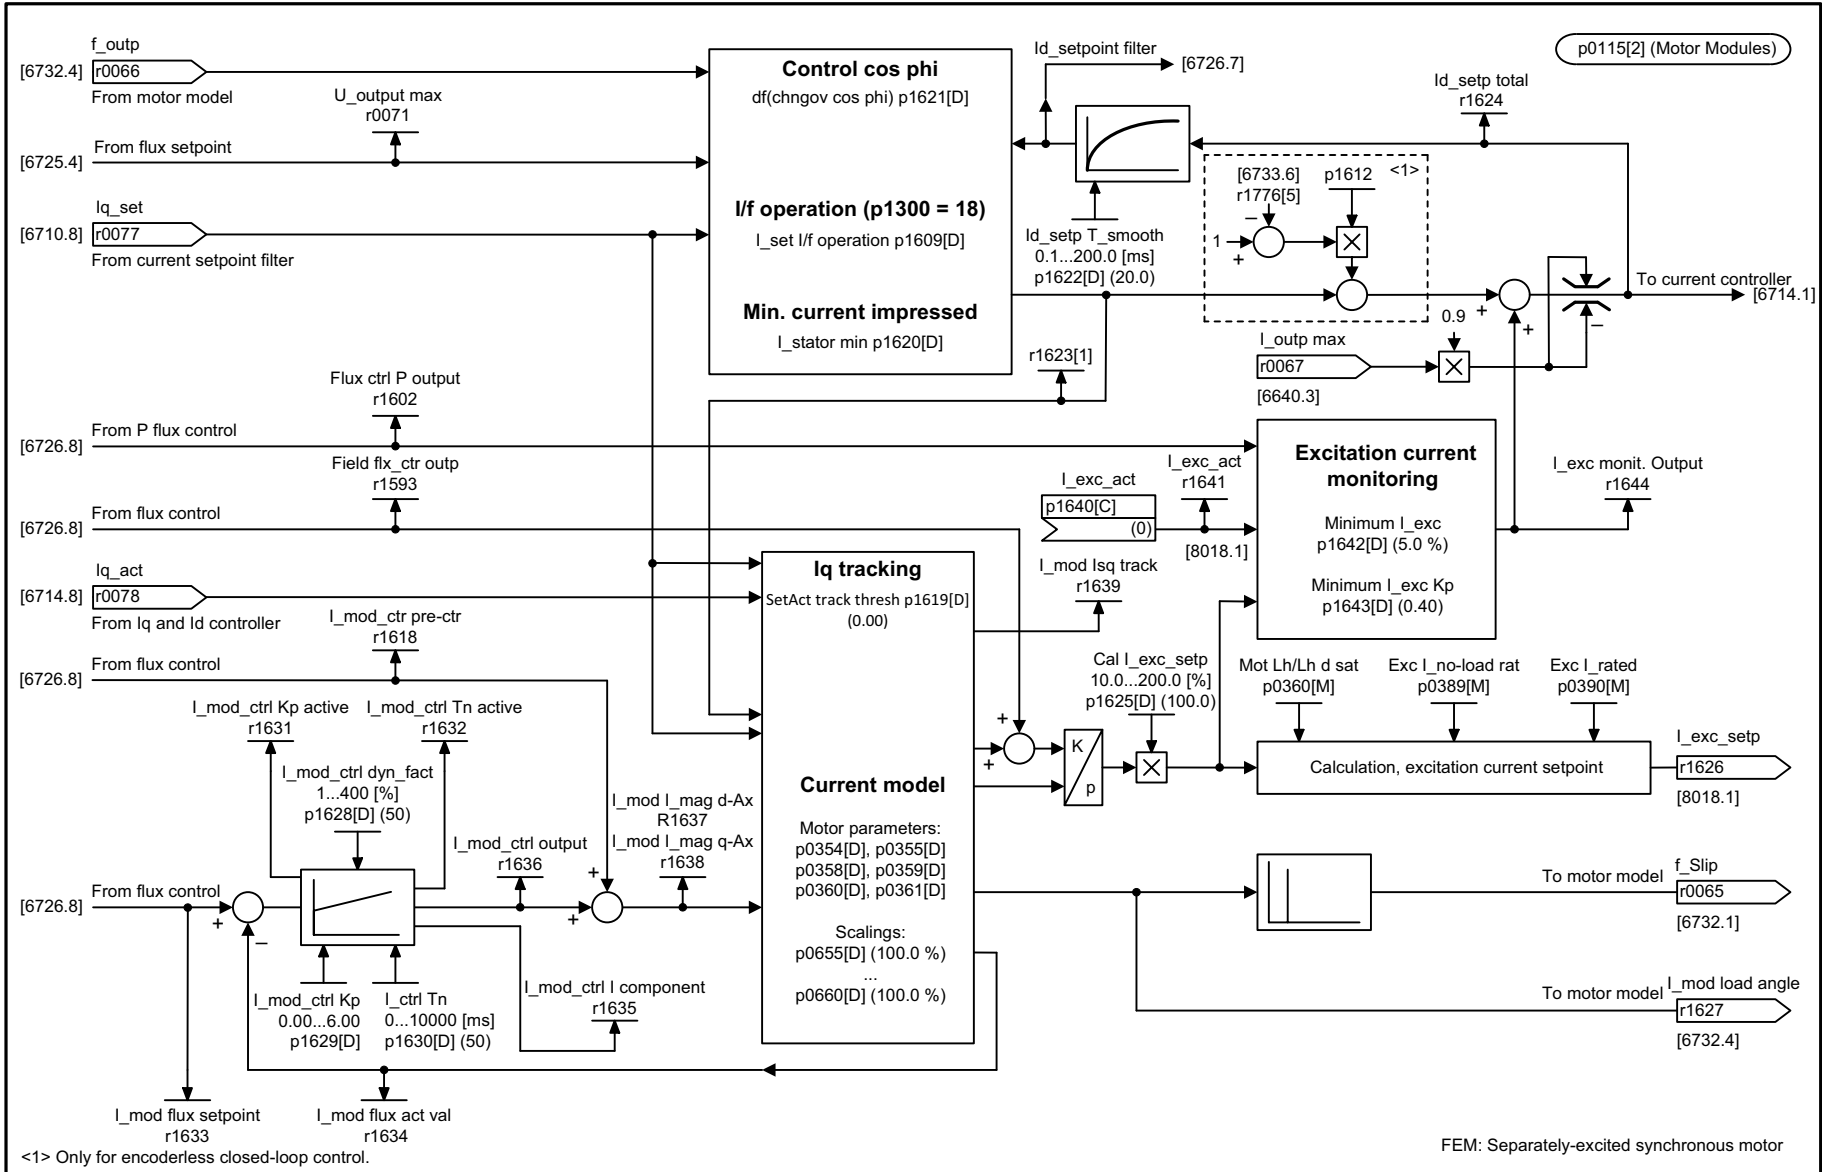 f_outp
[6732.4]
r0066
From motor model
U_output max
r0071
From flux setpoint
[6725.4]
Iq_set
[6710.8]
r0077
From current setpoint filter
Control cos phi
df(chngov cos phi) p1621[D]
I/f operation (p1300 = 18)
I_set I/f operation p1609[D]
Min. current impressed
I_stator min p1620[D]
Id_setpoint filter
[6726.7]
p0115[2] (Motor Modules)
Id_setp total
r1624
Id_setp T_smooth
0.1...200.0 [ms]
p1622[D] (20.0)
[6733.6]
r1776[5]
p1612
<1>
–
1
+
To current controller
[6714.1]
+
+
–
0.9
I_outp max
r0067
[6640.3]
r1623[1]
Flux ctrl P output
r1602
From P flux control
[6726.8]
Field flx_ctr outp
r1593
From flux control
[6726.8]
I_exc_act
p1640[C]
(0)
I_exc_act
r1641
[8018.1]
Excitation current
monitoring
Minimum I_exc
p1642[D] (5.0 %)
Minimum I_exc Kp
p1643[D] (0.40)
I_exc monit. Output
r1644
Iq_act
[6714.8]
r0078
From Iq and Id controller
I_mod_ctr pre-ctr
r1618
From flux control
[6726.8]
Iq tracking
SetAct track thresh p1619[D]
(0.00)
Current model
Motor parameters:
p0354[D], p0355[D]
p0358[D], p0359[D]
p0360[D], p0361[D]
Scalings:
p0655[D] (100.0 %)
...
p0660[D] (100.0 %)
I_mod Isq track
r1639
+
+
K
p
Cal I_exc_setp
10.0...200.0 [%]
p1625[D] (100.0)
Mot Lh/Lh d sat
p0360[M]
Exc I_no-load rat
p0389[M]
Exc I_rated
p0390[M]
Calculation, excitation current setpoint
I_exc_setp
r1626
[8018.1]
I_mod_ctrl Kp active
r1631
I_mod_ctrl Tn active
r1632
I_mod_ctrl dyn_fact
1...400 [%]
p1628[D] (50)
I_mod_ctrl output
r1636
I_mod I_mag d-Ax
R1637
I_mod I_mag q-Ax
r1638
From flux control
[6726.8]
+
–
+
+
I_mod_ctrl Kp
0.00...6.00
p1629[D]
I_ctrl Tn
0...10000 [ms]
p1630[D] (50)
I_mod_ctrl I component
r1635
To motor model
f_Slip
r0065
[6732.1]
To motor model
I_mod load angle
r1627
[6732.4]
I_mod flux setpoint
r1633
I_mod flux act val
r1634
<1> Only for encoderless closed-loop control.
FEM: Separately-excited synchronous motor